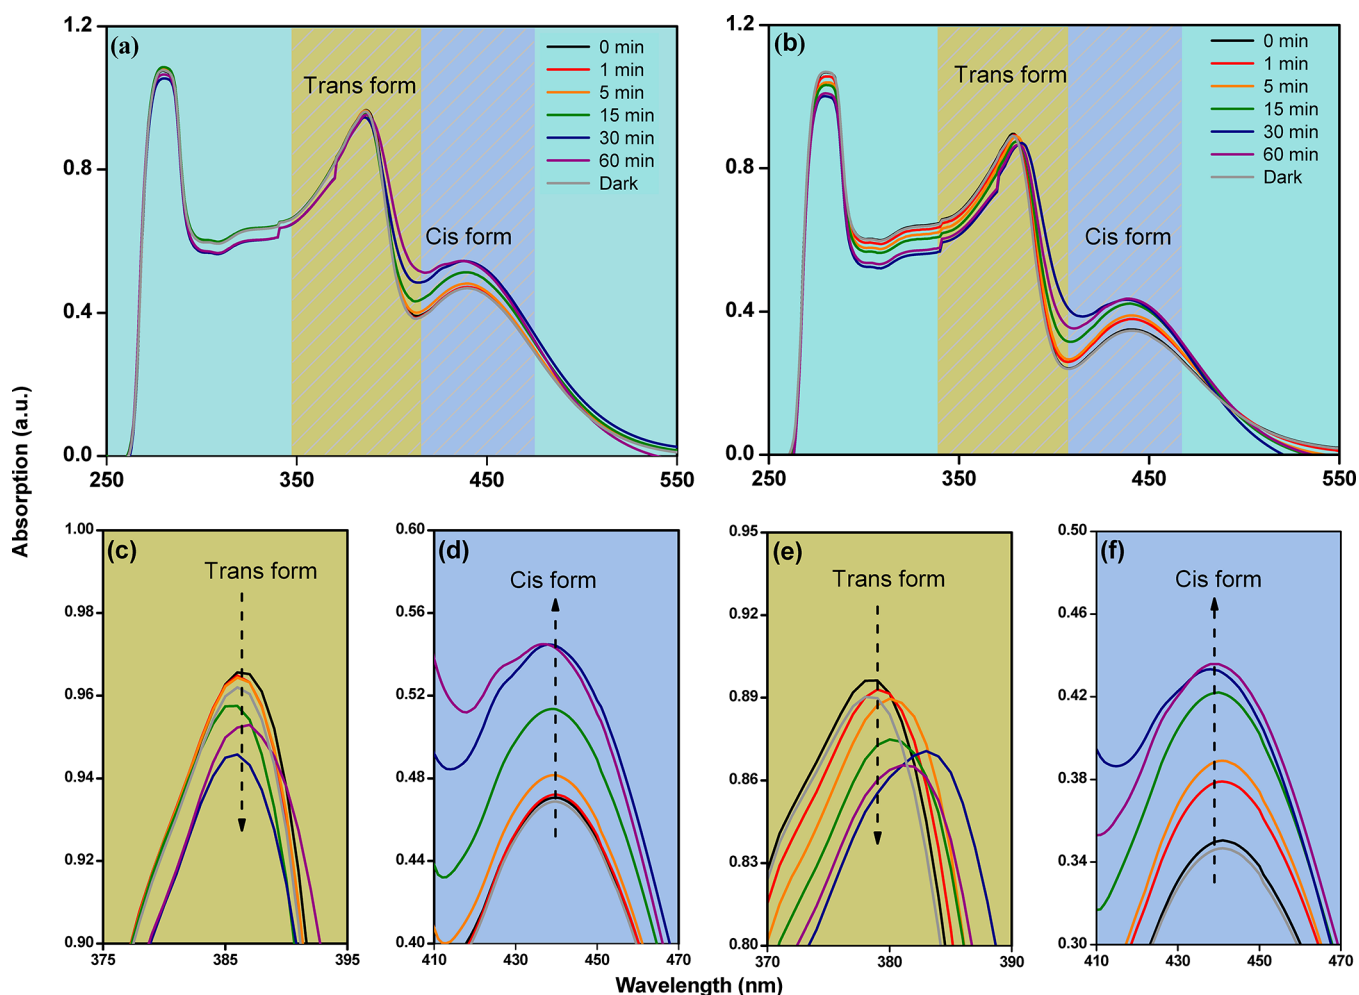 (a)
Trans form
Cis form
0 min
1 min
5 min
15 min
30 min
60 min
Dark
1.2
0.8
0.4
0.0
250
350
450
550
(b)
Trans form
Cis form
0 min
1 min
5 min
15 min
30 min
60 min
Dark
1.2
0.8
0.4
0.0
250
350
450
550
Absorption (a.u.)
(c)
Trans form
1.00
0.98
0.96
0.94
0.92
0.90
375
385
395
(d)
Cis form
0.60
0.56
0.52
0.48
0.44
0.40
410
430
450
470
(e)
Trans form
0.95
0.92
0.89
0.86
0.83
0.80
370
380
390
(f)
Cis form
0.50
0.46
0.42
0.38
0.34
0.30
410
430
450
470
Wavelength (nm)